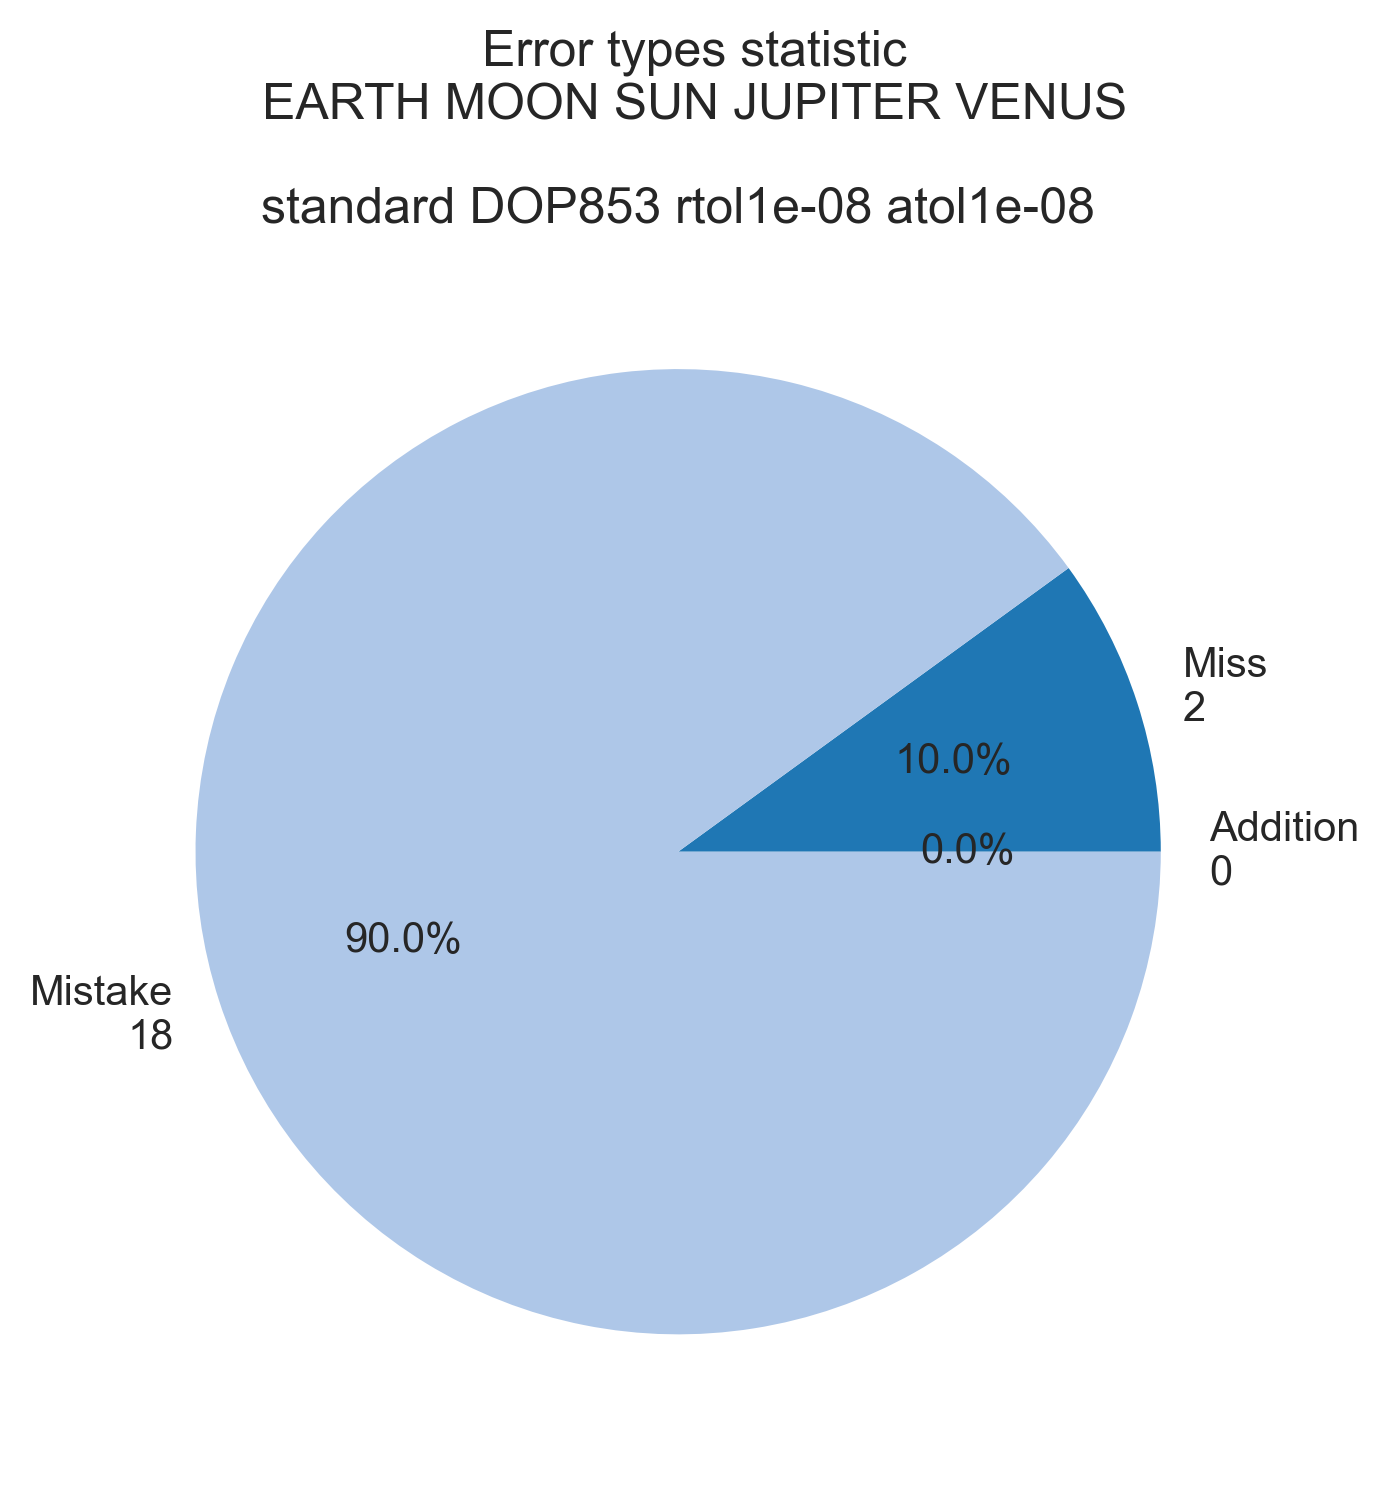 Error types statistic
EARTH MOON SUN JUPITER VENUS
standard DOP853 rtol1e-08 atol1e-08
Miss
2
10.0%
Addition
0
0.0%
90.0%
Mistake
18